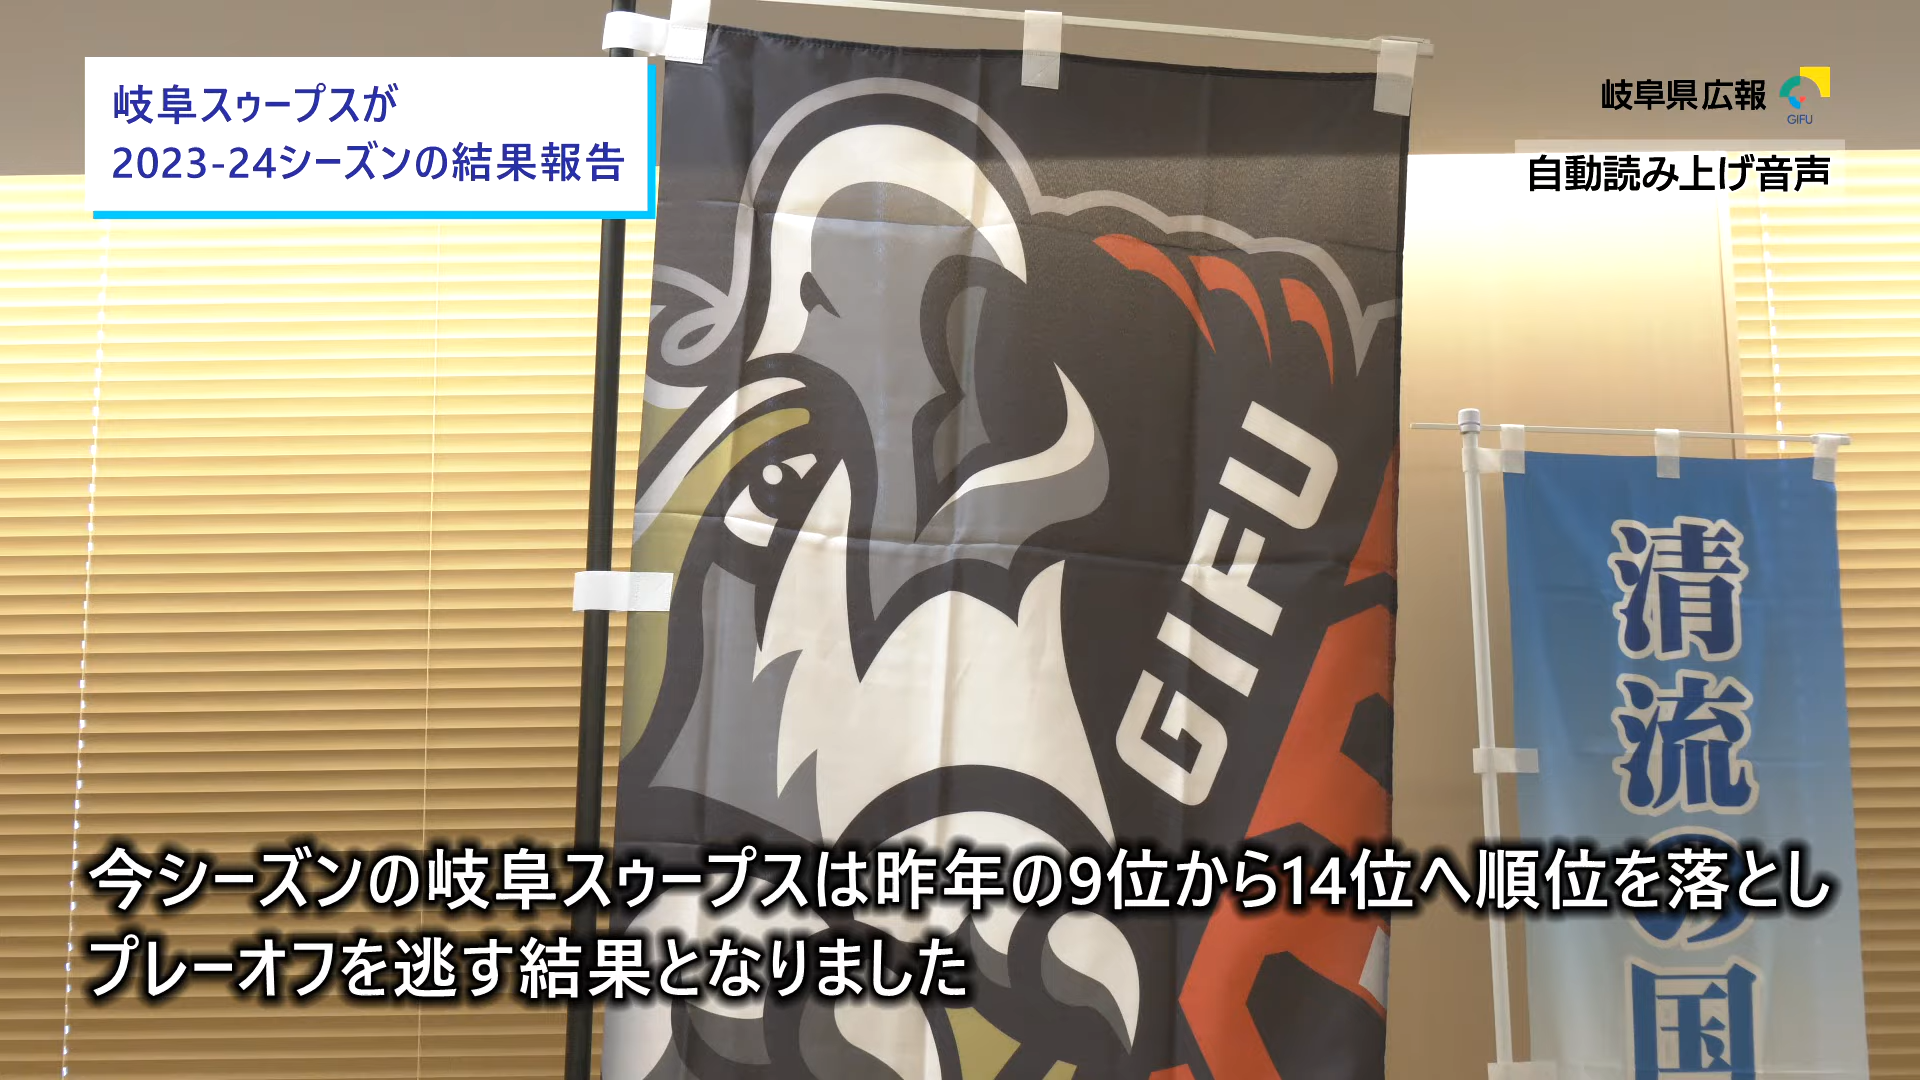 岐阜スゥープスが
2023-24シーズンの結果報告
岐阜県広報
GIFU
自動読み上げ音声
GIFU
清流の国
今シーズンの岐阜スゥープスは昨年の9位から14位へ順位を落とし
プレーオフを逃す結果となりました